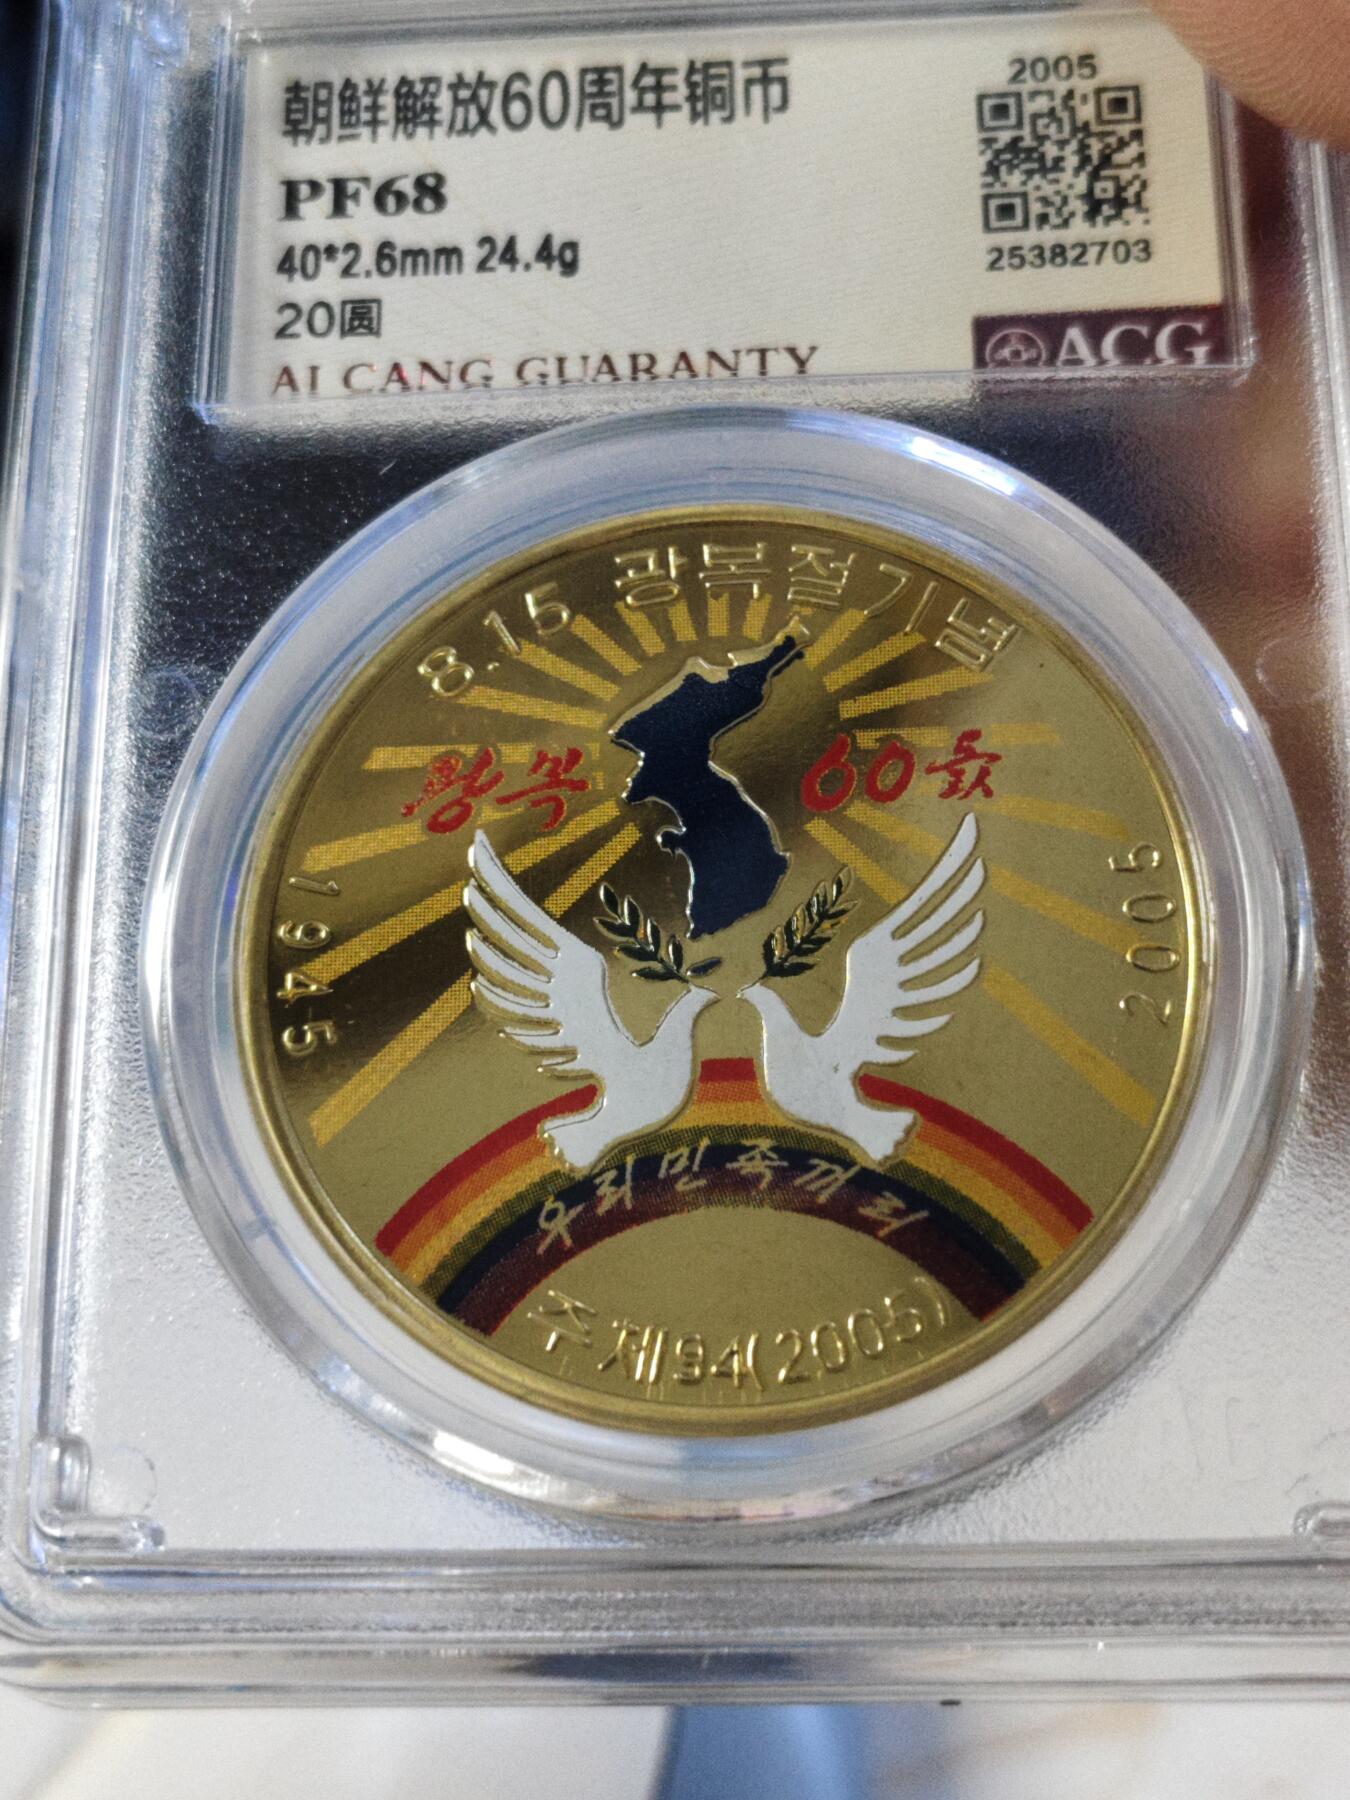 朝鲜解放60周年铜币
2005
PF68
40*2.6mm 24.4g
25382703
20圆
ACG
AI CANG GUARANTY
8.15 광복절기념
광복 60돐
1945
2005
우리민족끼리
주체94(2005)